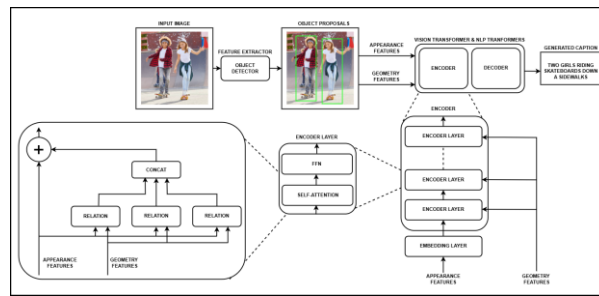 INPUT IMAGE
OBJECT PROPOSALS
VISION TRANSFORMER & NLP TRANFORMERS
FEATURE EXTRACTOR
OBJECT
DETECTOR
APPEARANCE
FEATURES
GEOMETRY
FEATURES
ENCODER
DECODER
GENERATED CAPTION
TWO GIRLS RIDING
SKATEBOARDS DOWN
A SIDEWALKS
ENCODER
ENCODER LAYER
ENCODER LAYER
ENCODER LAYER
EMBEDDING LAYER
APPEARANCE
FEATURES
GEOMETRY
FEATURES
ENCODER LAYER
FFN
SELF-ATTENTION
+
CONCAT
RELATION
RELATION
RELATION
APPEARANCE
FEATURES
GEOMETRY
FEATURES